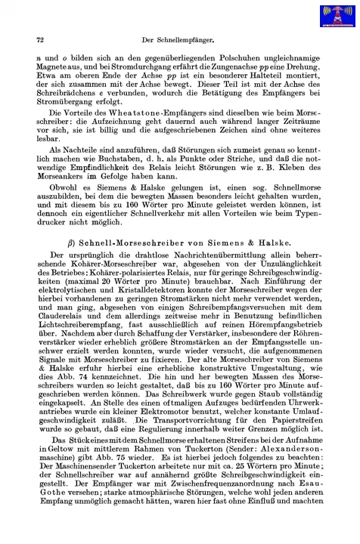 72 Der Schnellempfänger.
n und o bilden sich an den gegenüberliegenden Polschuhen ungleichnamige
Magnete aus, und bei Stromdurchgang erfährt die Zungenachse pp eine Drehung.
Etwa am oberen Ende der Achse pp ist ein besonderer Halteteil montiert,
der sich zusammen mit der Achse bewegt. Dieser Teil ist mit der Achse des
Schreibrädchens e verbunden, wodurch die Betätigung des Empfängers bei
Stromübergang erfolgt.
Die Vorteile des Wheatstone-Empfängers sind dieselben wie beim Morse-
schreiber: die Aufzeichnung geht dauernd auch während langer Zeiträume
vor sich, sie ist billig und die aufgeschriebenen Zeichen sind ohne weiteres
lesbar.
Als Nachteile sind anzuführen, daß Störungen sich zumeist genau so kennt-
lich machen wie Buchstaben, d. h. als Punkte oder Striche, und daß die not-
wendige Empfindlichkeit des Relais leicht Störungen wie z. B. Kleben des
Morseankers im Gefolge haben kann.
Obwohl es Siemens & Halske gelungen ist, einen sog. Schnellmorse
auszubilden, bei dem die bewegten Massen besonders leicht gehalten wurden,
und mit diesem bis zu 160 Wörter pro Minute geleistet werden können, ist
dennoch ein eigentlicher Schnellverkehr mit allen Vorteilen wie beim Typen-
drucker nicht möglich.
β) Schnell-Morseschreiber von Siemens & Halske.
Der ursprünglich die drahtlose Nachrichtenübermittlung allein beherr-
schende Kohärer-Morseschreiber war, abgesehen von der Unzulänglichkeit
des Betriebes: Kohärer-polarisiertes Relais, nur für geringe Schreibgeschwindig-
keiten (maximal 20 Wörter pro Minute) brauchbar. Nach Einführung der
elektrolytischen und Kristalldetektoren konnte der Morseschreiber wegen der
hierbei vorhandenen zu geringen Stromstärken nicht mehr verwendet werden,
und man ging, abgesehen von einigen Schreibempfangsversuchen mit dem
Clauderelais und dem allerdings zeitweise mehr in Benutzung befindlichen
Lichtschreiberempfang, fast ausschließlich auf reinen Hörempfangsbetrieb
über. Nachdem aber durch Schaffung der Verstärker, insbesondere der Röhren-
verstärker wieder erheblich größere Stromstärken an der Empfangsstelle un-
schwer erzielt werden konnten, wurde wieder versucht, die aufgenommenen
Signale mit Morseschreiber zu fixieren. Der alte Morseschreiber von Siemens
& Halske erfuhr hierbei eine erhebliche konstruktive Umgestaltung, wie
dies Abb. 74 kennzeichnet. Die hin und her bewegten Massen des Morse-
schreibers wurden so leicht gestaltet, daß bis zu 160 Wörter pro Minute auf-
geschrieben werden können. Das Schreibwerk wurde gegen Staub vollständig
eingekapselt. An Stelle des einen oftmaligen Aufzuges bedürfenden Uhrwerk-
antriebes wurde ein kleiner Elektromotor benutzt, welcher konstante Umlauf-
geschwindigkeit zuläßt. Die Transportvorrichtung für den Papierstreifen
wurde so gebaut, daß eine Regulierung innerhalb weiter Grenzen möglich ist.
Das Stück eines mit dem Schnellmorse erhaltenen Streifens bei der Aufnahme
in Geltow mit mittlerem Rahmen von Tuckerton (Sender: Alexanderson-
maschine) gibt Abb. 75 wieder. Es ist hierbei jedoch folgendes zu beachten:
Der Maschinensender Tuckerton arbeitete nur mit ca. 25 Wörtern pro Minute;
der Schnellschreiber war auf annähernd größte Schreibgeschwindigkeit ein-
gestellt. Der Empfänger war mit Zwischenfrequenzanordnung nach Esau-
Gothe versehen; starke atmosphärische Störungen, welche wohl jeden anderen
Empfang unmöglich gemacht hätten, waren hier fast ohne Einfluß und machten